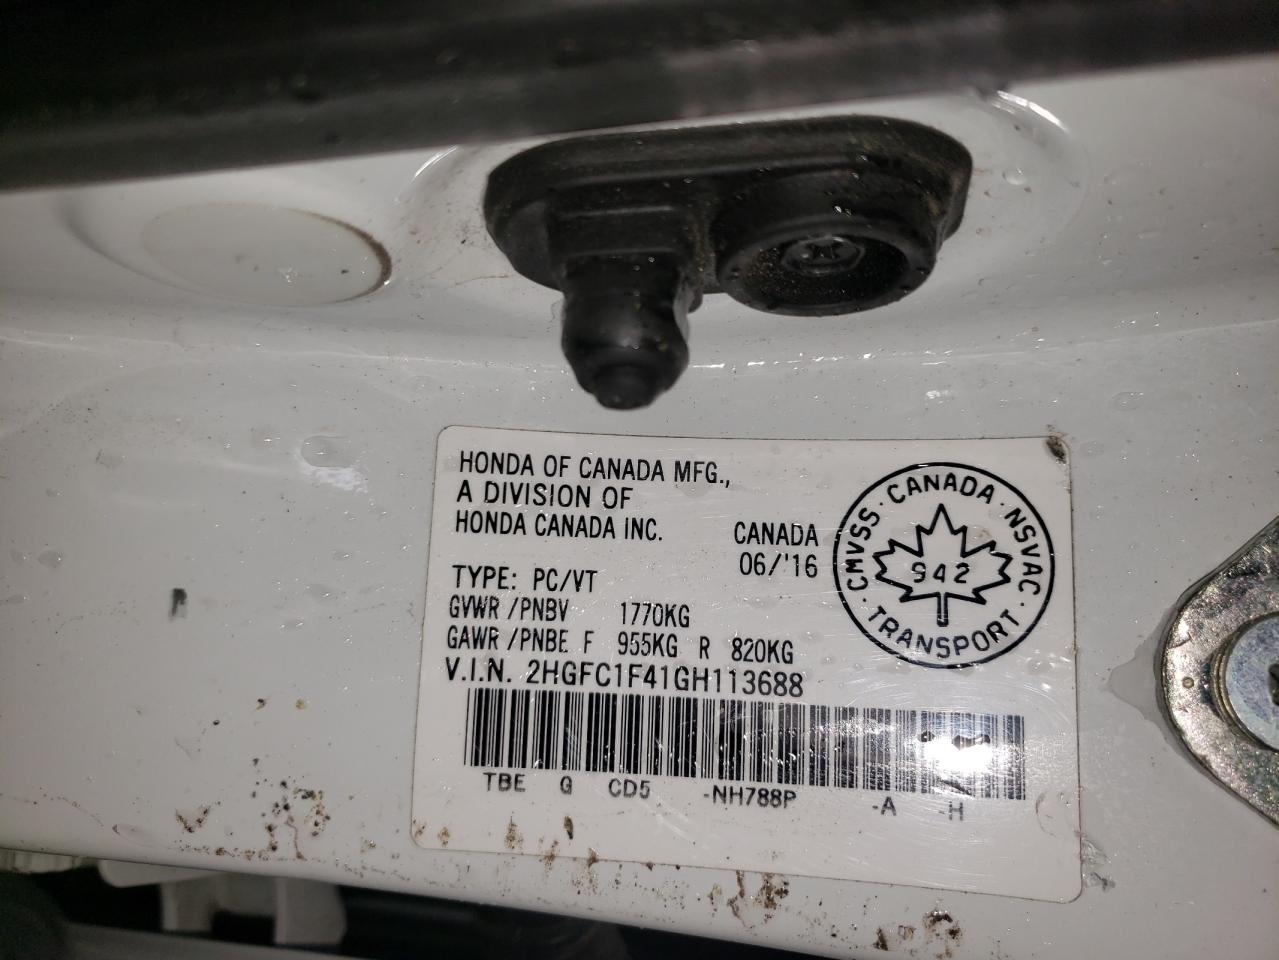 HONDA OF CANADA MFG.,
A DIVISION OF
HONDA CANADA INC.
CANADA
06/'16
CMVSS · CANADA · NSVAC · TRANSPORT ·
942
TYPE: PC/VT
GVWR /PNBV 1770KG
GAWR /PNBE F 955KG R 820KG
V.I.N. 2HGFC1F41GH113688
TBE G CD5 -NH788P -A -H